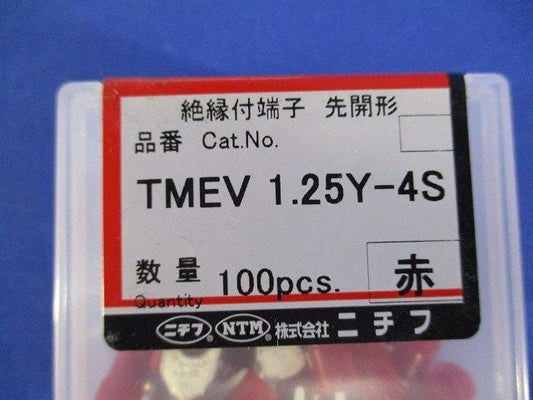 絶縁付端子 先開形
品番 Cat.No.
TMEV 1.25Y-4S
数量 100pcs. 赤
Quantity
ニチフ® NTM® 株式会社 ニチフ